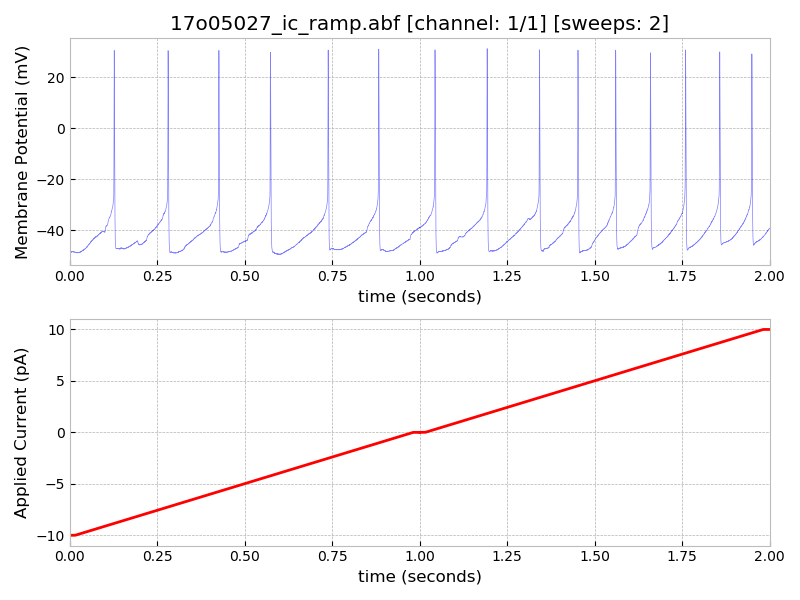 17o05027_ic_ramp.abf [channel: 1/1] [sweeps: 2]
Membrane Potential (mV)
20
0
−20
−40
0.00 0.25 0.50 0.75 1.00 1.25 1.50 1.75 2.00
time (seconds)
Applied Current (pA)
10
5
0
−5
−10
0.00 0.25 0.50 0.75 1.00 1.25 1.50 1.75 2.00
time (seconds)